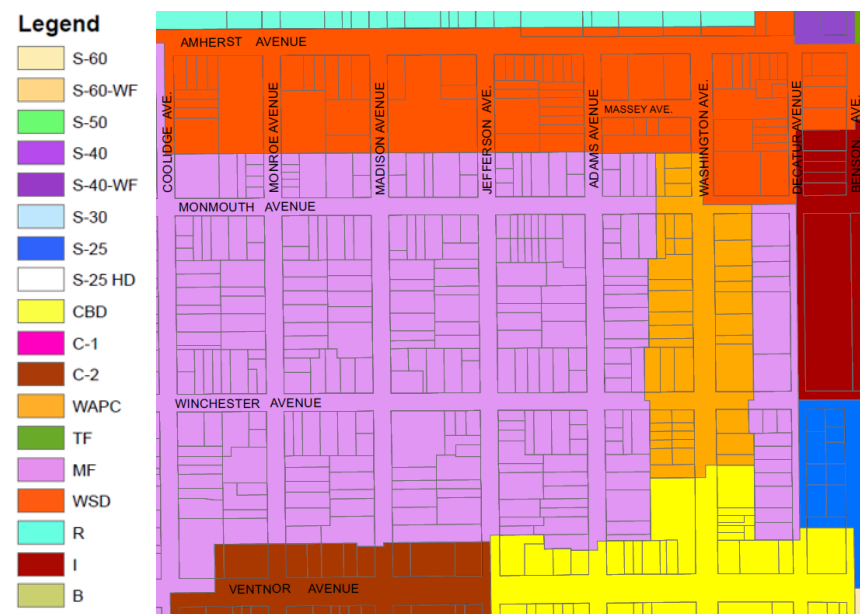 Legend
S-60
S-60-WF
S-50
S-40
S-40-WF
S-30
S-25
S-25 HD
CBD
C-1
C-2
WAPC
TF
MF
WSD
R
I
B
AMHERST AVENUE
COOLIDGE AVE.
MONROE AVENUE
MADISON AVENUE
JEFFERSON AVE.
ADAMS AVENUE
MASSEY AVE.
WASHINGTON AVE.
DECATUR AVENUE
BENSON AVE.
MONMOUTH AVENUE
WINCHESTER AVENUE
VENTNOR AVENUE